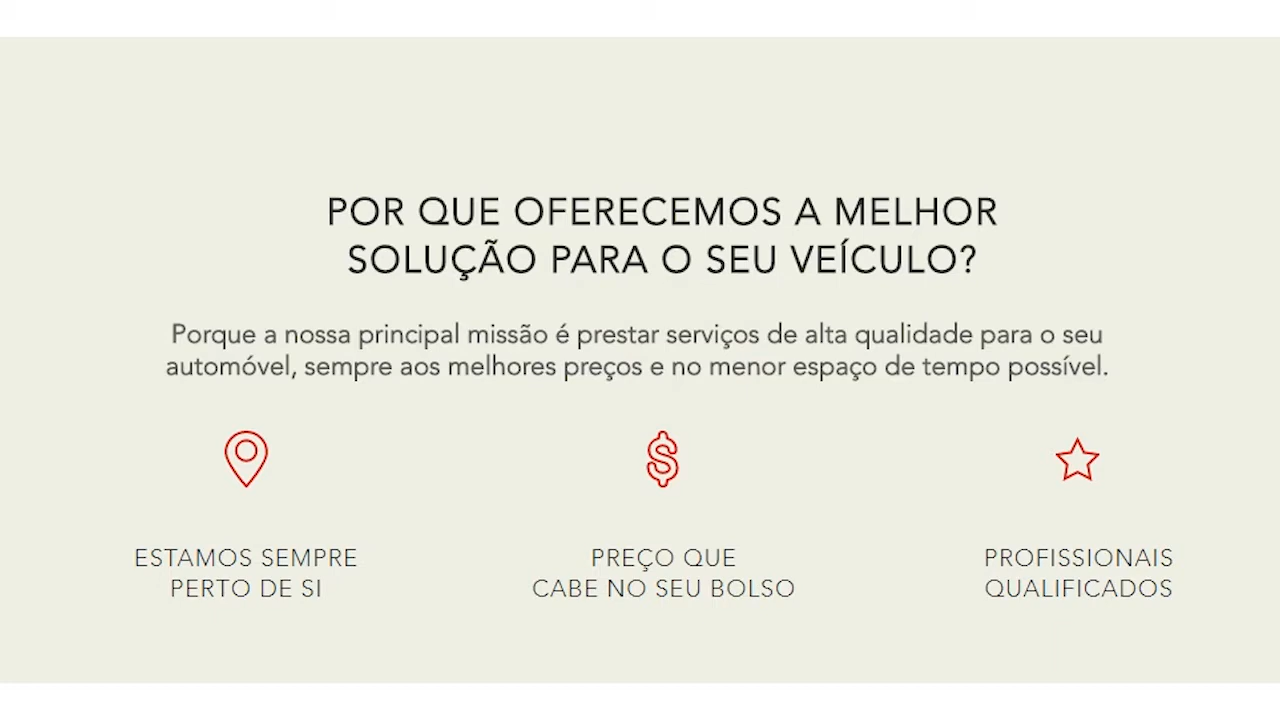 POR QUE OFERECEMOS A MELHOR
SOLUÇÃO PARA O SEU VEÍCULO?
Porque a nossa principal missão é prestar serviços de alta qualidade para o seu
automóvel, sempre aos melhores preços e no menor espaço de tempo possível.
ESTAMOS SEMPRE
PERTO DE SI
PREÇO QUE
CABE NO SEU BOLSO
PROFISSIONAIS
QUALIFICADOS